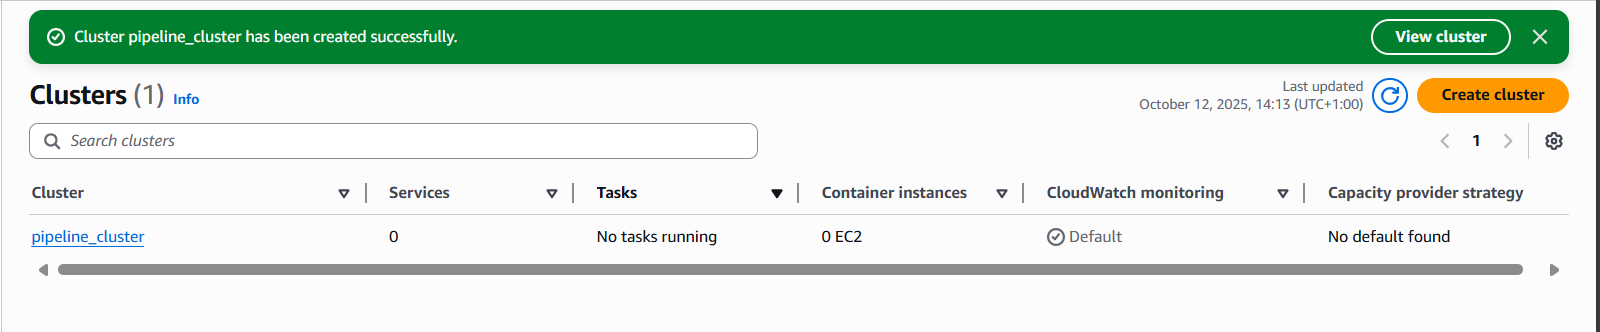 Cluster pipeline_cluster has been created successfully.
View cluster
Clusters (1) Info
Last updated
October 12, 2025, 14:13 (UTC+1:00)
Create cluster
Search clusters
1
Cluster Services Tasks Container instances CloudWatch monitoring Capacity provider strategy
pipeline_cluster 0 No tasks running 0 EC2 Default No default found